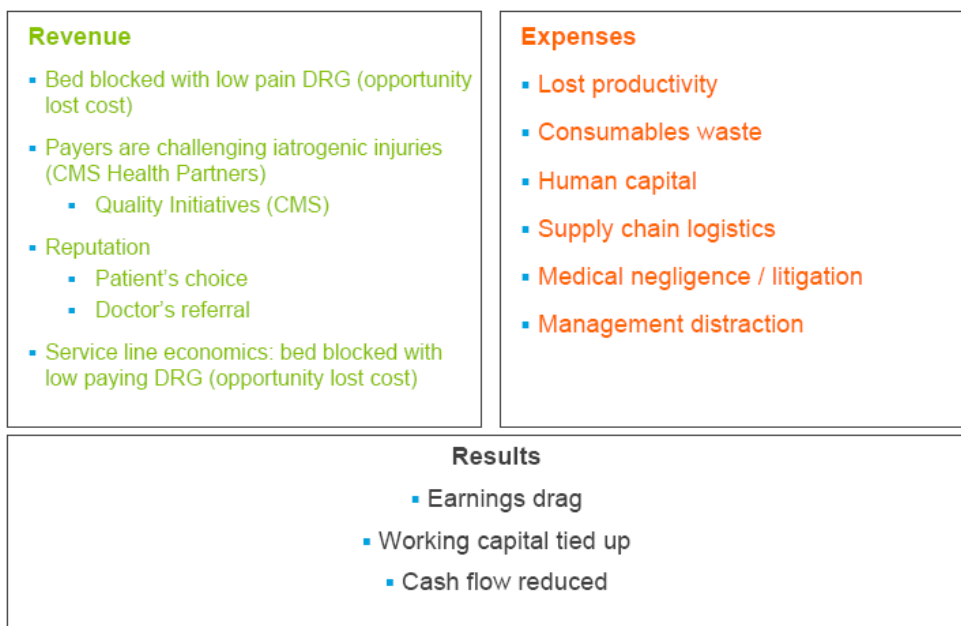 Revenue
▪ Bed blocked with low pain DRG (opportunity
lost cost)
▪ Payers are challenging iatrogenic injuries
(CMS Health Partners)
▪ Quality Initiatives (CMS)
▪ Reputation
▪ Patient's choice
▪ Doctor's referral
▪ Service line economics: bed blocked with
low paying DRG (opportunity lost cost)
Expenses
▪ Lost productivity
▪ Consumables waste
▪ Human capital
▪ Supply chain logistics
▪ Medical negligence / litigation
▪ Management distraction
Results
▪ Earnings drag
▪ Working capital tied up
▪ Cash flow reduced